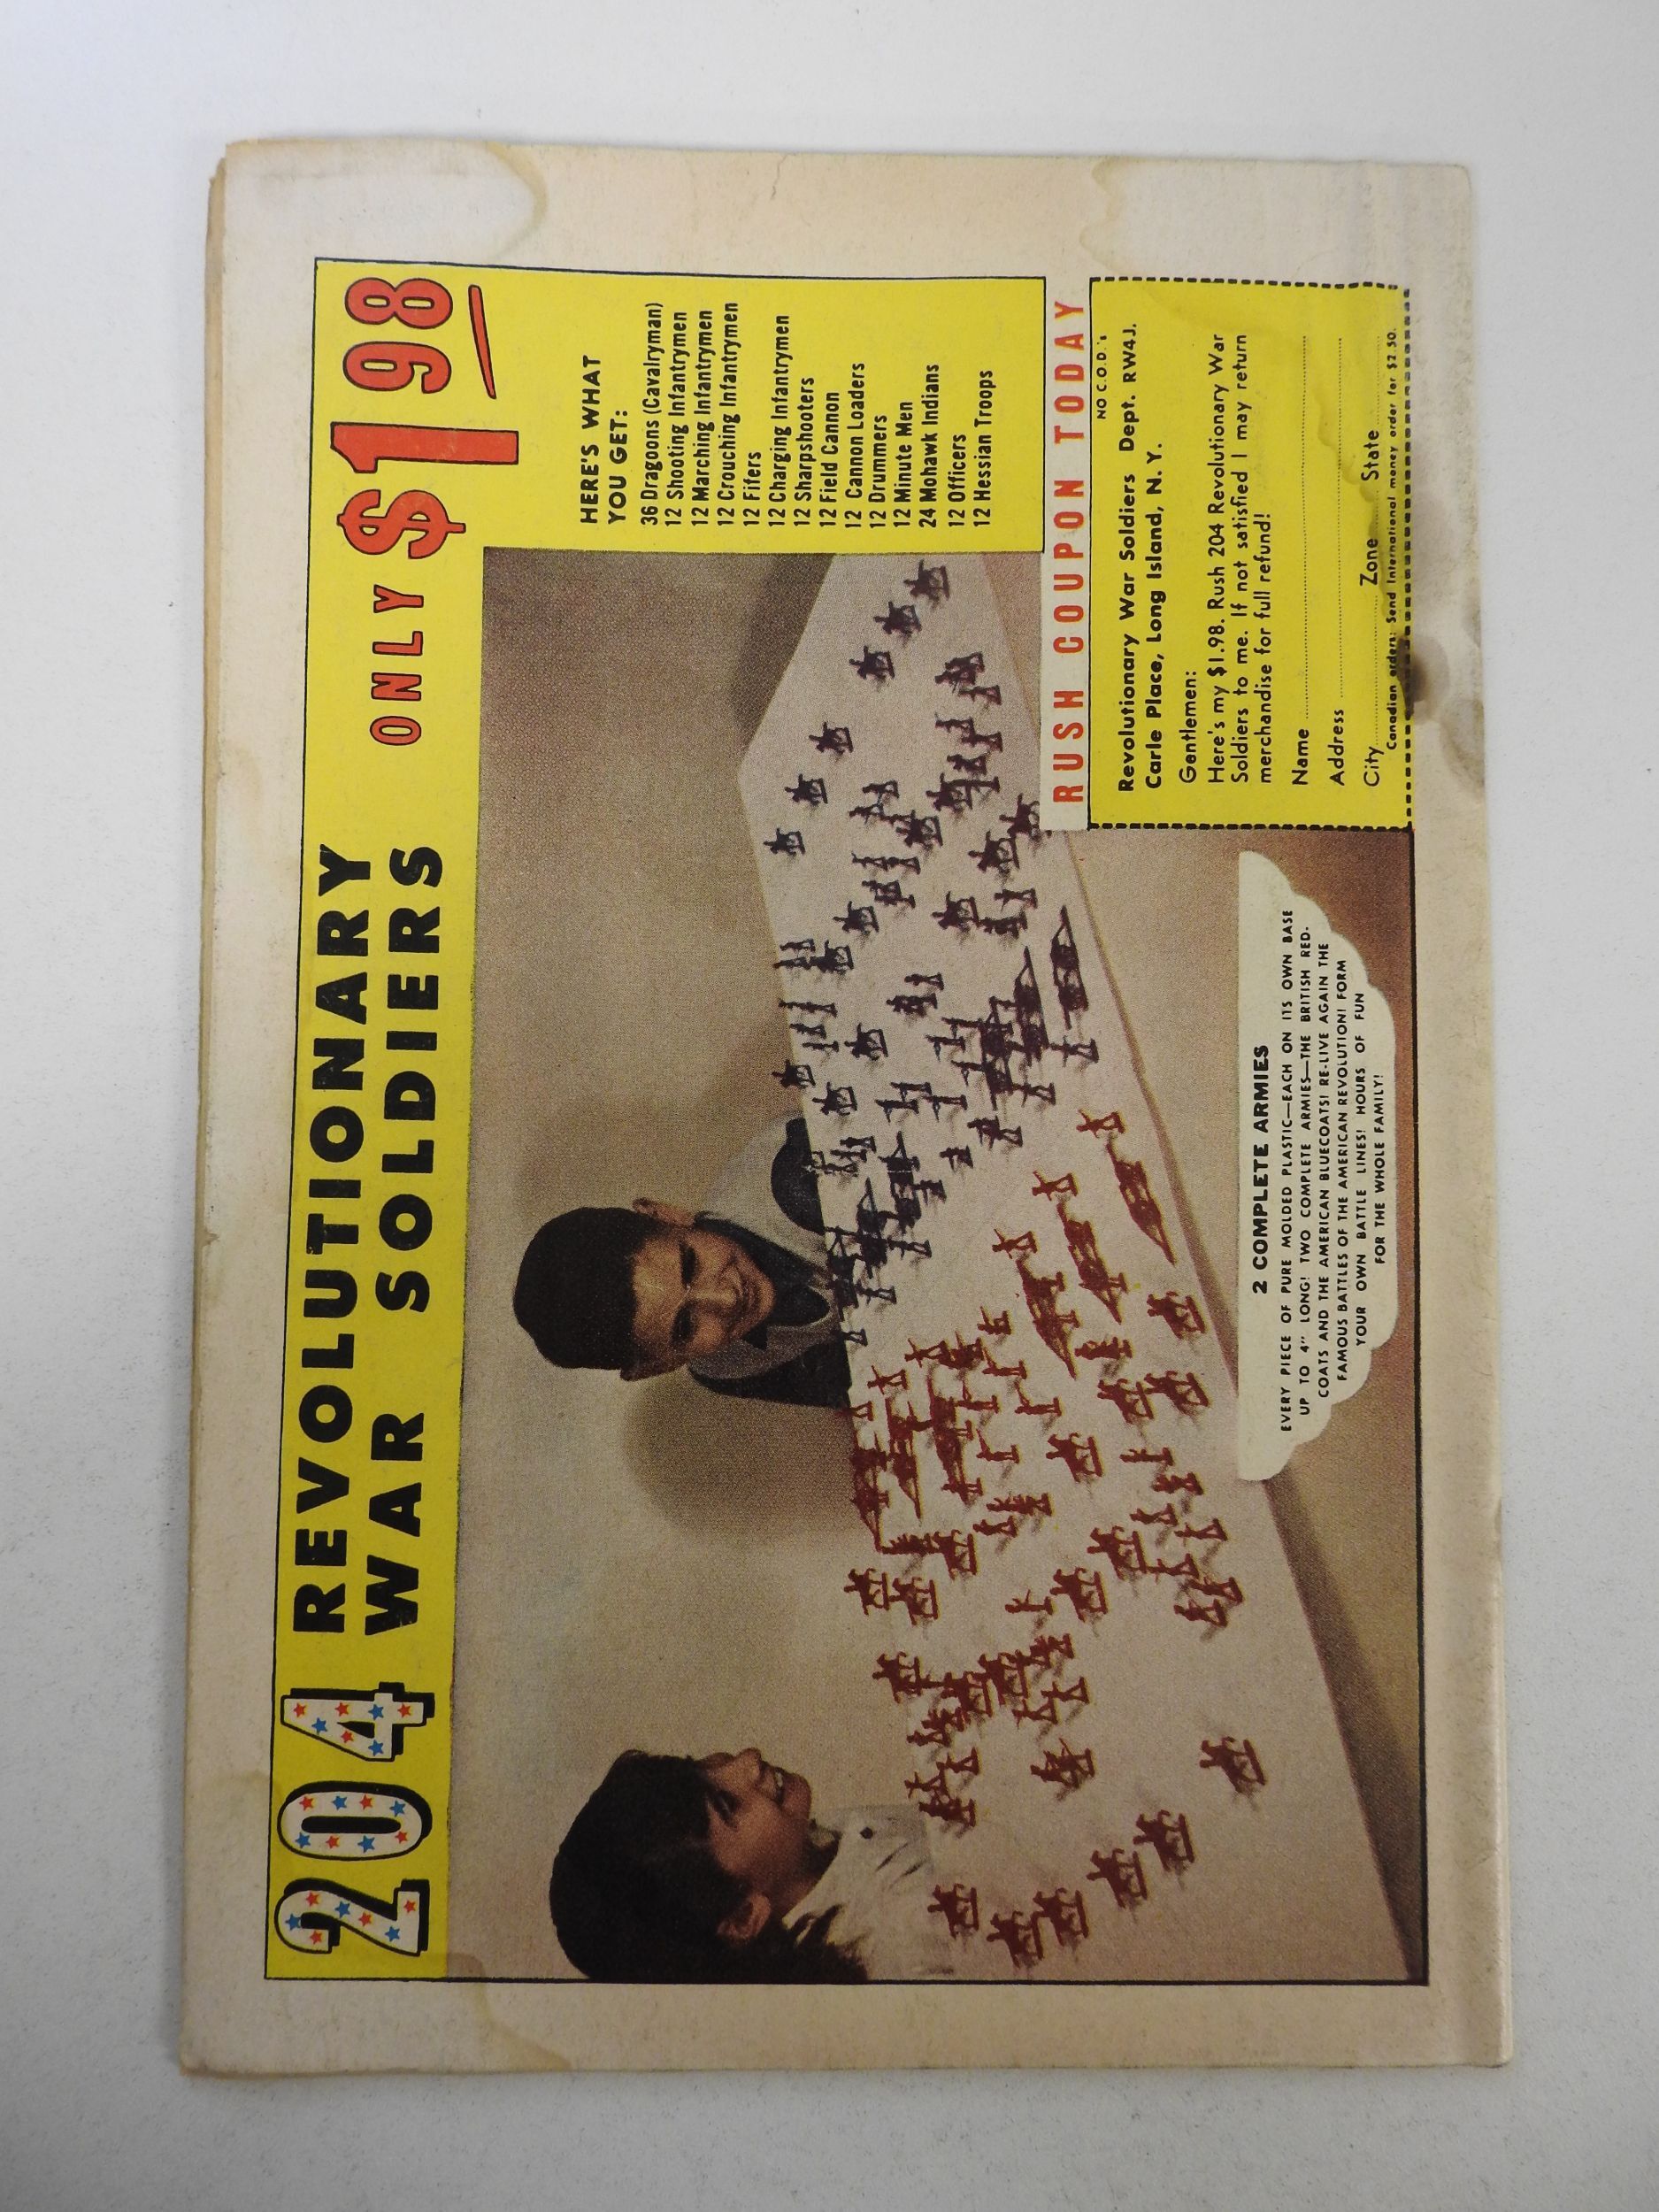 204 REVOLUTIONARY
WAR SOLDIERS
ONLY $198
HERE'S WHAT
YOU GET:
36 Dragoons (Cavalryman)
12 Shooting Infantrymen
12 Marching Infantrymen
12 Crouching Infantrymen
12 Fifers
12 Charging Infantrymen
12 Sharpshooters
12 Field Cannon
12 Cannon Loaders
12 Drummers
12 Minute Men
24 Mohawk Indians
12 Officers
12 Hessian Troops
2 COMPLETE ARMIES
EVERY PIECE OF PURE MOLDED PLASTIC—EACH ON ITS OWN BASE
UP TO 4" LONG! TWO COMPLETE ARMIES—THE BRITISH RED-
COATS AND THE AMERICAN BLUECOATS! RE-LIVE AGAIN THE
FAMOUS BATTLES OF THE AMERICAN REVOLUTION! FORM
YOUR OWN BATTLE LINES! HOURS OF FUN
FOR THE WHOLE FAMILY!
RUSH COUPON TODAY
NO C.O.D.'s
Revolutionary War Soldiers Dept. RW4J.
Carle Place, Long Island, N. Y.
Gentlemen:
Here's my $1.98. Rush 204 Revolutionary War
Soldiers to me. If not satisfied I may return
merchandise for full refund!
Name
Address
City Zone State
Canadian orders: Send International money order for $2.50.